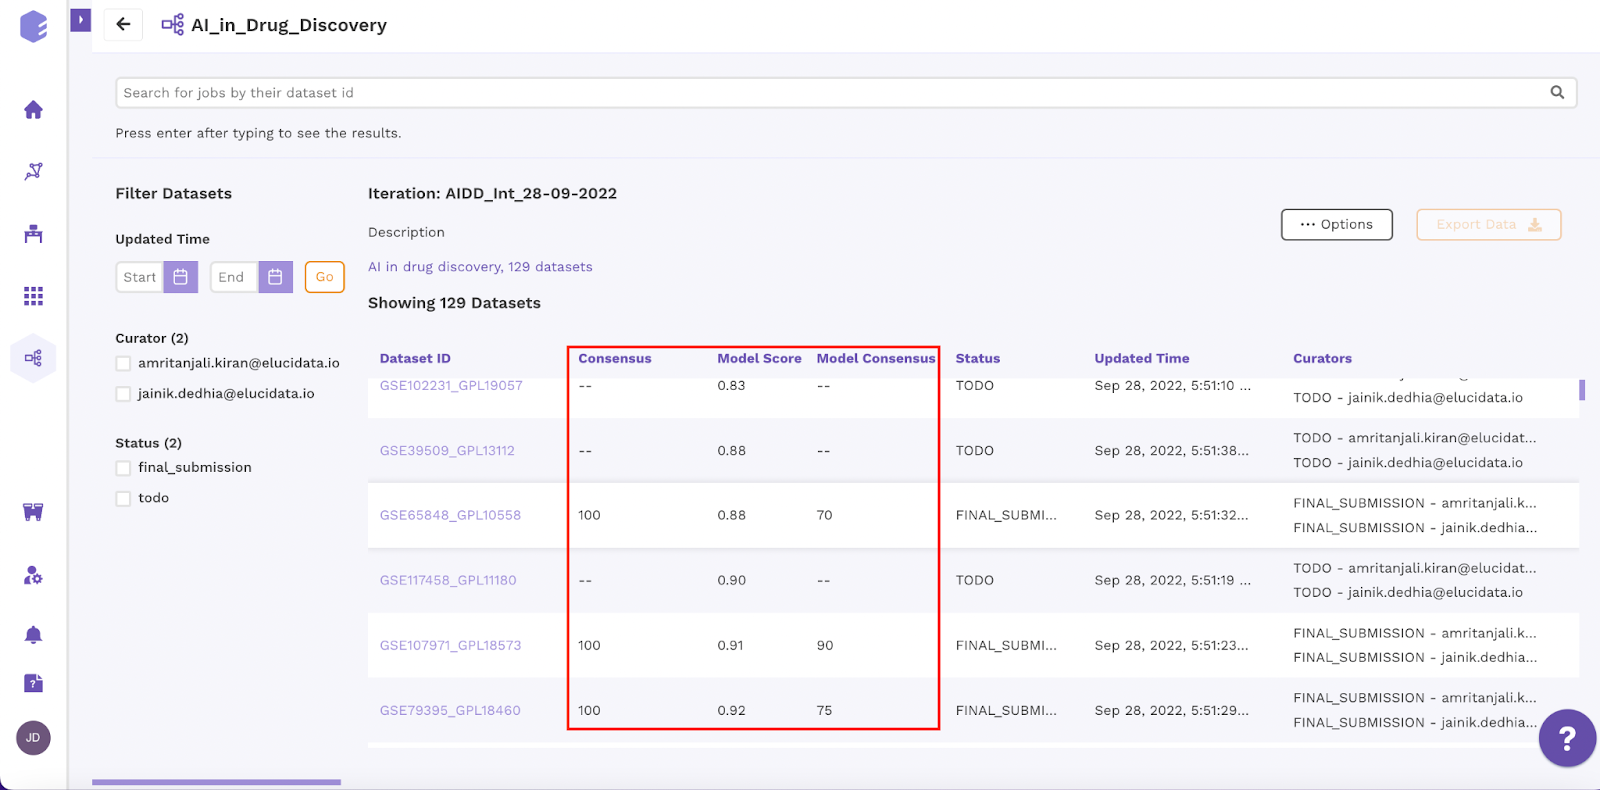 AI_in_Drug_Discovery
Search for jobs by their dataset id
Press enter after typing to see the results.
Filter Datasets
Updated Time
Start
End
Go
Curator (2)
amritanjali.kiran@elucidata.io
jainik.dedhia@elucidata.io
Status (2)
final_submission
todo
Iteration: AIDD_Int_28-09-2022
Description
AI in drug discovery, 129 datasets
Showing 129 Datasets
··· Options
Export Data
Dataset ID Consensus Model Score Model Consensus Status Updated Time Curators
GSE102231_GPL19057 -- 0.83 -- TODO Sep 28, 2022, 5:51:10 ...
TODO - jainik.dedhia@elucidata.io
GSE39509_GPL13112 -- 0.88 -- TODO Sep 28, 2022, 5:51:38... TODO - amritanjali.kiran@elucidat...
TODO - jainik.dedhia@elucidata.io
GSE65848_GPL10558 100 0.88 70 FINAL_SUBMI... Sep 28, 2022, 5:51:32... FINAL_SUBMISSION - amritanjali.k...
FINAL_SUBMISSION - jainik.dedhia...
GSE117458_GPL11180 -- 0.90 -- TODO Sep 28, 2022, 5:51:19 ... TODO - amritanjali.kiran@elucidat...
TODO - jainik.dedhia@elucidata.io
GSE107971_GPL18573 100 0.91 90 FINAL_SUBMI... Sep 28, 2022, 5:51:23... FINAL_SUBMISSION - amritanjali.k...
FINAL_SUBMISSION - jainik.dedhia...
GSE79395_GPL18460 100 0.92 75 FINAL_SUBMI... Sep 28, 2022, 5:51:29... FINAL_SUBMISSION - amritanjali.k...
FINAL_SUBMISSION - jainik.dedhia...
JD
?